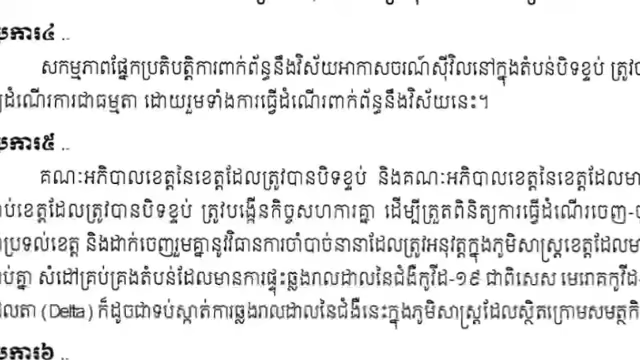 ប្រការ៤ ..
សកម្មភាពផ្នែកប្រតិបត្តិការពាក់ព័ន្ធនឹងវិស័យអាកាសចរណ៍ស៊ីវិលនៅក្នុងតំបន់បិទខ្ទប់ ត្រូវ
ដំណើរការជាធម្មតា ដោយរួមទាំងការធ្វើដំណើរពាក់ព័ន្ធនឹងវិស័យនេះ។
ប្រការ៥ ..
គណៈអភិបាលខេត្តនៃខេត្តដែលត្រូវបានបិទខ្ទប់ និងគណៈអភិបាលខេត្តនៃខេត្តដែល
ខេត្តដែលត្រូវបានបិទខ្ទប់ ត្រូវបង្កើនកិច្ចសហការគ្នា ដើម្បីត្រួតពិនិត្យការធ្វើដំណើរចេញ-
ប្រទល់ខេត្ត និងដាក់ចេញរួមគ្នានូវវិធានការចាំបាច់នានាដែលត្រូវអនុវត្តក្នុងភូមិសាស្ត្រខេត្តដែល
គ្នា សំដៅគ្រប់គ្រងតំបន់ដែលមានការផ្ទុះឆ្លងរាលដាលនៃជំងឺកូវីដ-១៩ ជាពិសេស មេរោគកូវីដ-
ដែលតា (Delta) ក៏ដូចជាទប់ស្កាត់ការឆ្លងរាលដាលនៃជំងឺនេះក្នុងភូមិសាស្ត្រដែលស្ថិតក្រោមសមត្ថកិ
ប្រការ៦ ..